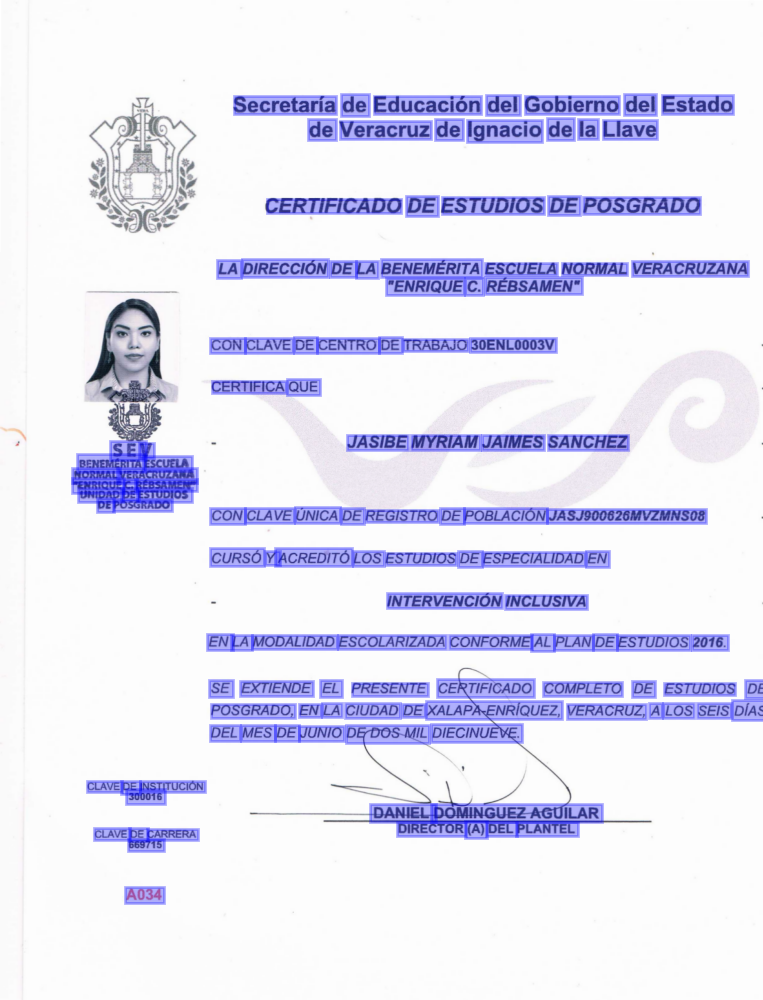 Secretaría de Educación del Gobierno del Estado
de Veracruz de Ignacio de la Llave
CERTIFICADO DE ESTUDIOS DE POSGRADO
LA DIRECCIÓN DE LA BENEMÉRITA ESCUELA NORMAL VERACRUZANA
"ENRIQUE C. RÉBSAMEN"
CON CLAVE DE CENTRO DE TRABAJO 30ENL0003V
CERTIFICA QUE
- JASIBE MYRIAM JAIMES SANCHEZ
SEV
BENEMÉRITA ESCUELA
NORMAL VERACRUZANA
"ENRIQUE C. RÉBSAMEN"
UNIDAD DE ESTUDIOS
DE POSGRADO
CON CLAVE ÚNICA DE REGISTRO DE POBLACIÓN JASJ900626MVZMNS08
CURSÓ Y ACREDITÓ LOS ESTUDIOS DE ESPECIALIDAD EN
- INTERVENCIÓN INCLUSIVA
EN LA MODALIDAD ESCOLARIZADA CONFORME AL PLAN DE ESTUDIOS 2016.
SE EXTIENDE EL PRESENTE CERTIFICADO COMPLETO DE ESTUDIOS DE
POSGRADO, EN LA CIUDAD DE XALAPA-ENRÍQUEZ, VERACRUZ, A LOS SEIS DÍAS
DEL MES DE JUNIO DE DOS MIL DIECINUEVE.
CLAVE DE INSTITUCIÓN
300016
DANIEL DOMINGUEZ AGUILAR
DIRECTOR (A) DEL PLANTEL
CLAVE DE CARRERA
669715
A034